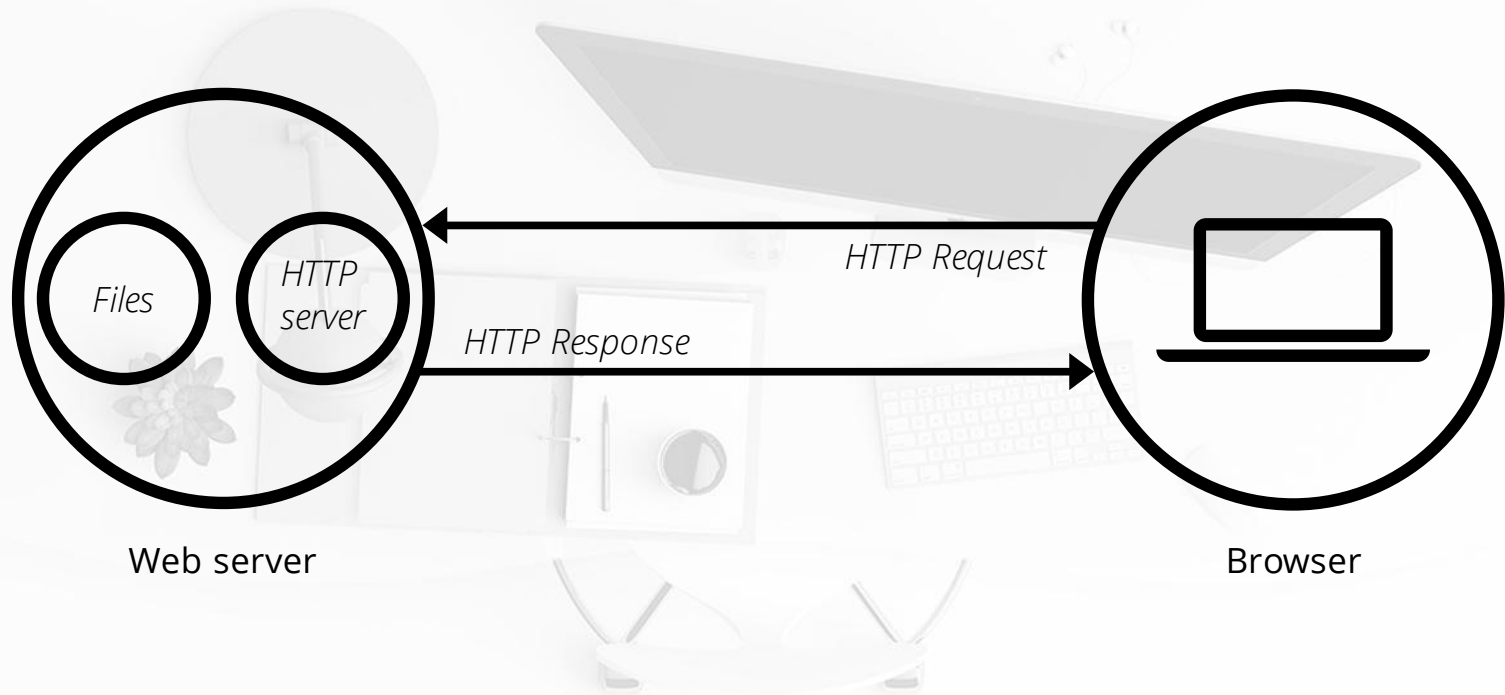 Files
HTTP
server
HTTP Request
HTTP Response
Web server
Browser